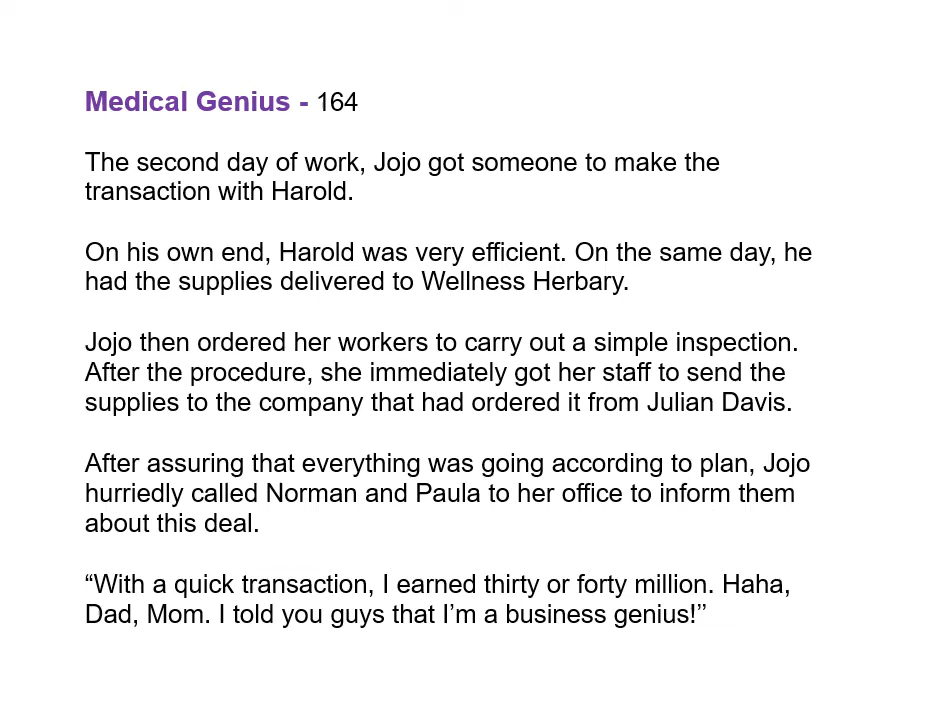 Medical Genius - 164
The second day of work, Jojo got someone to make the
transaction with Harold.
On his own end, Harold was very efficient. On the same day, he
had the supplies delivered to Wellness Herbary.
Jojo then ordered her workers to carry out a simple inspection.
After the procedure, she immediately got her staff to send the
supplies to the company that had ordered it from Julian Davis.
After assuring that everything was going according to plan, Jojo
hurriedly called Norman and Paula to her office to inform them
about this deal.
“With a quick transaction, I earned thirty or forty million. Haha,
Dad, Mom. I told you guys that I’m a business genius!’’